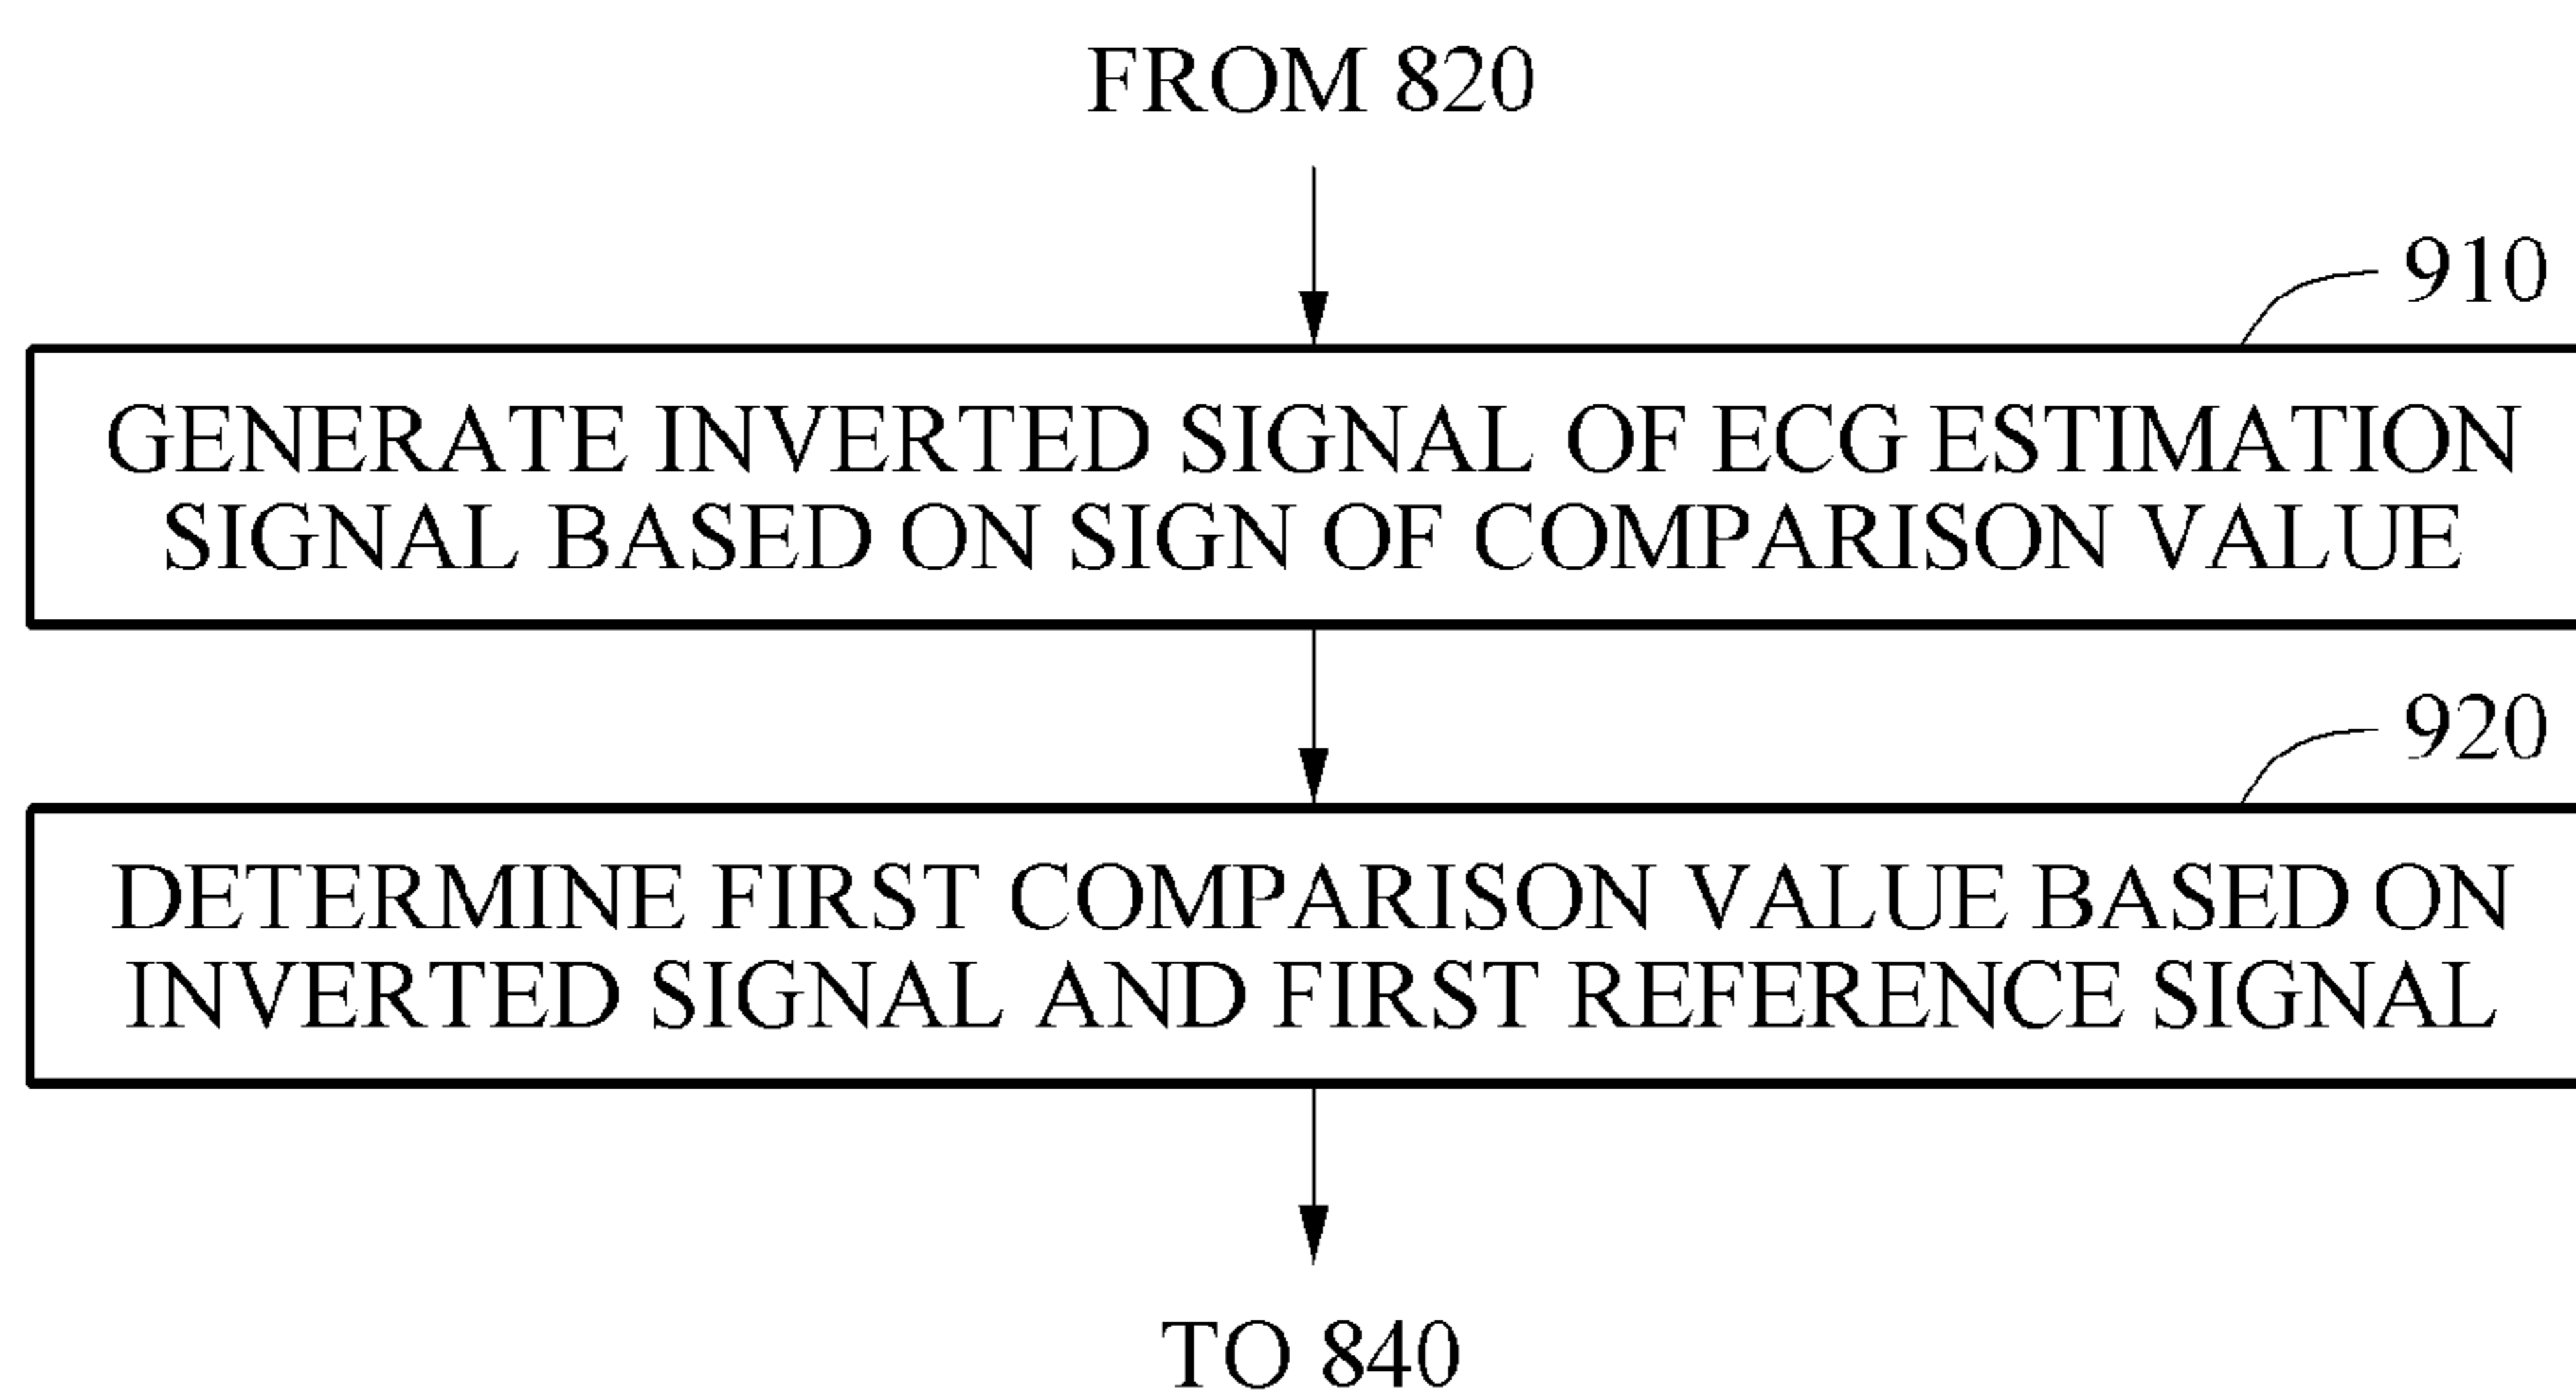 FROM 820
910
GENERATE INVERTED SIGNAL OF ECG ESTIMATION
SIGNAL BASED ON SIGN OF COMPARISON VALUE
920
DETERMINE FIRST COMPARISON VALUE BASED ON
INVERTED SIGNAL AND FIRST REFERENCE SIGNAL
TO 840